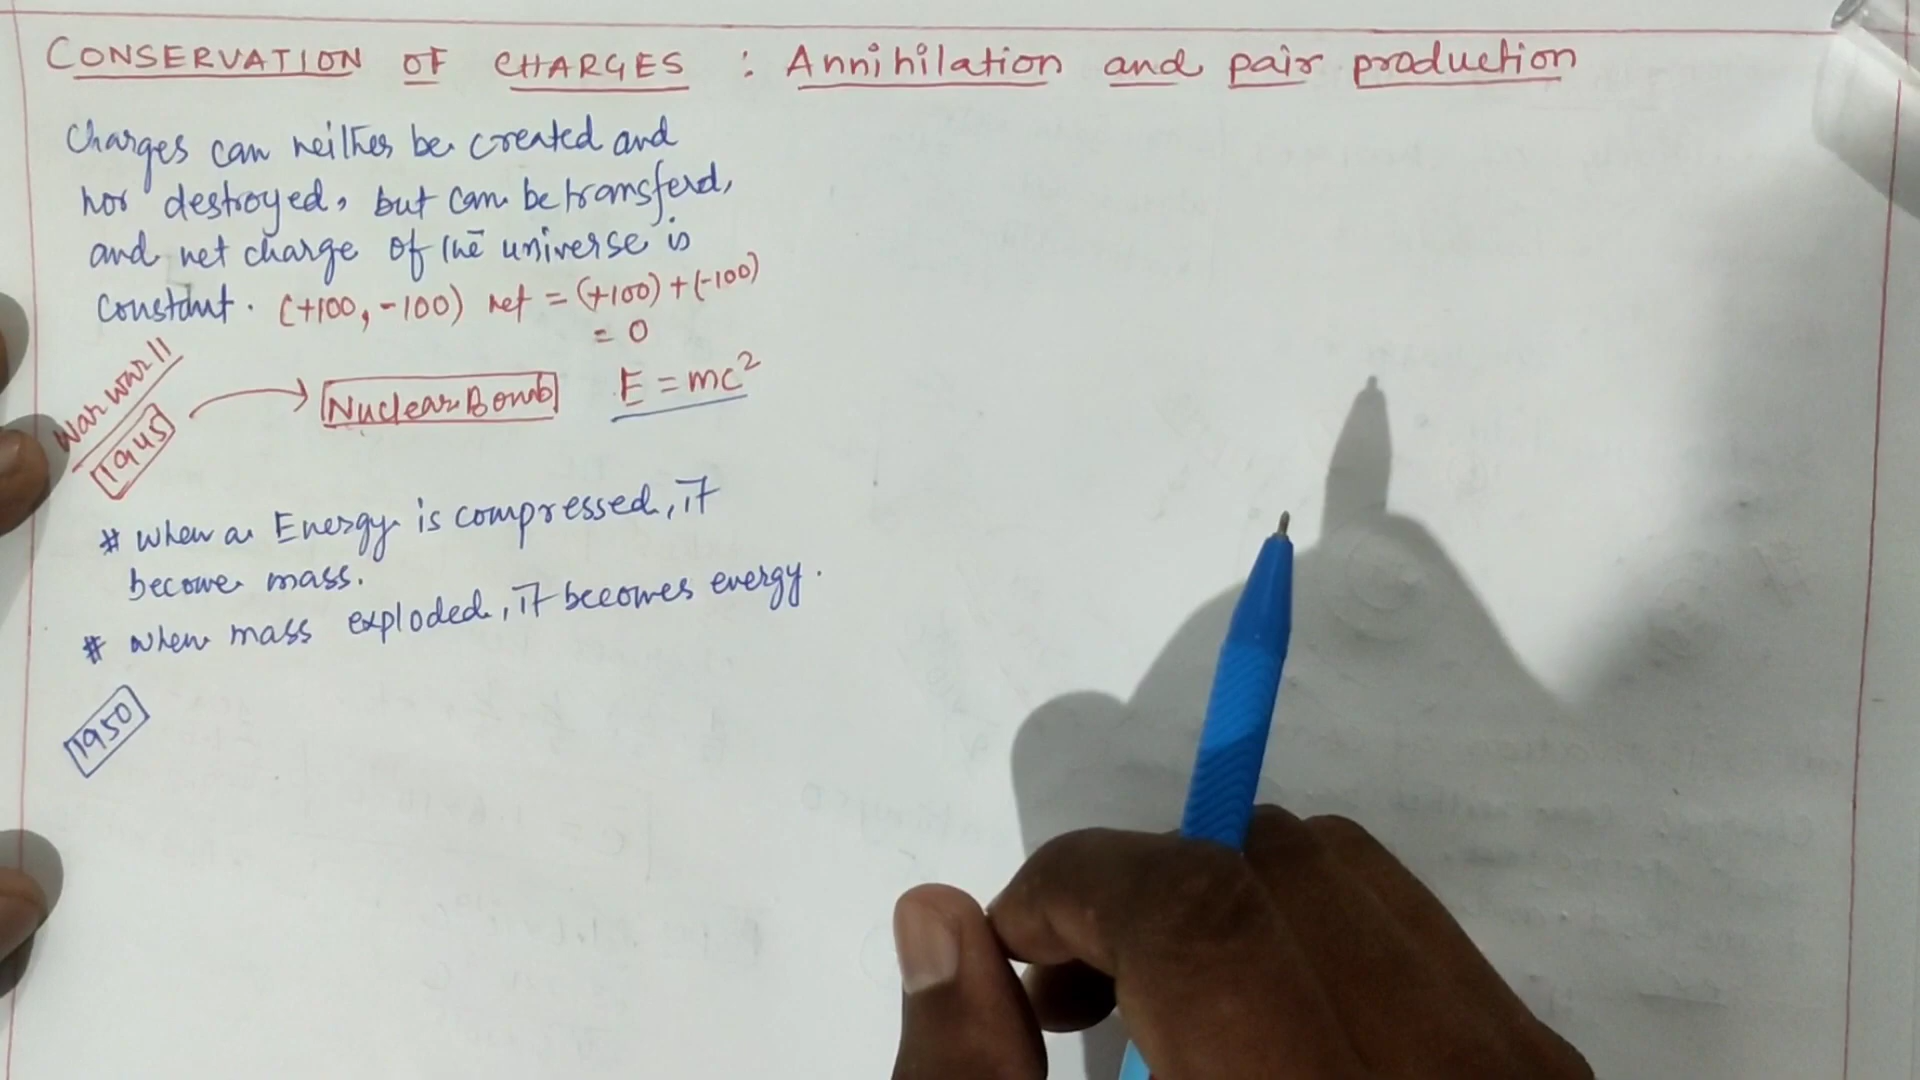 CONSERVATION OF CHARGES : Annihilation and pair production
Charges can neither be created and
nor destroyed, but can be transferd,
and net charge of the universe is
constant. (+100, -100) net = (+100) + (-100)
= 0
War war II
1945
Nuclear Bomb E = mc²
# when a Energy is compressed, it
become mass.
# when mass exploded, it becomes energy.
1950